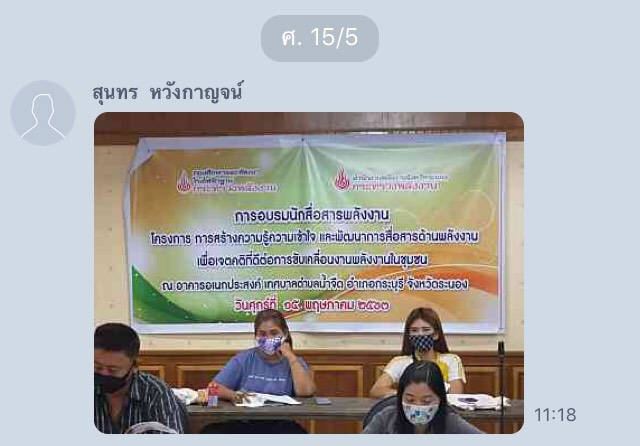 ศ. 15/5
สุนทร หวังกาญจน์
กระทรวงพลังงาน
กระทรวงพลังงาน
การอบรมนักสื่อสารพลังงาน
โครงการ การสร้างความรู้ความเข้าใจ และพัฒนาการสื่อสารด้านพลังงาน
เพื่อเจตคติที่ดีต่อการขับเคลื่อนงานพลังงานในชุมชน
ณ อาคารอเนกประสงค์ เทศบาลตำบลน้ำจืด อำเภอกระบุรี จังหวัดระนอง
วันศุกร์ที่ ๑๕ พฤษภาคม ๒๕๖๓
11:18